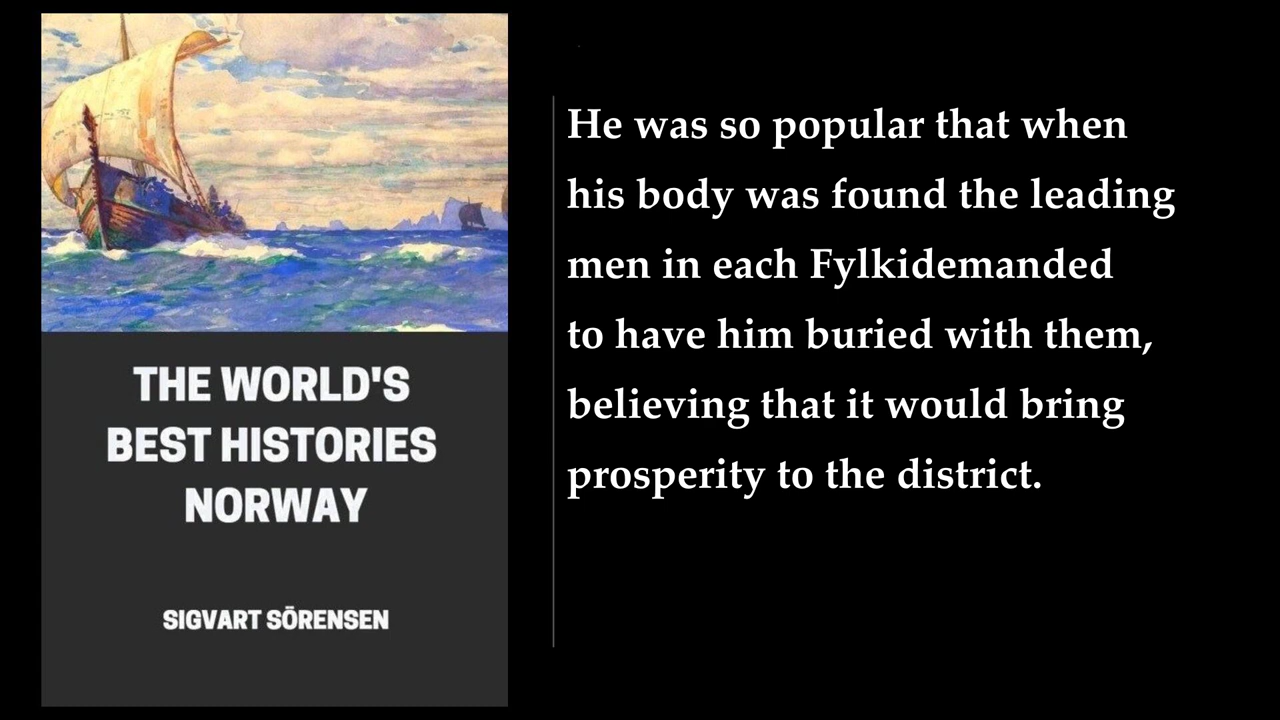 THE WORLD'S
BEST HISTORIES
NORWAY
SIGVART SÖRENSEN
He was so popular that when
his body was found the leading
men in each Fylkidemanded
to have him buried with them,
believing that it would bring
prosperity to the district.